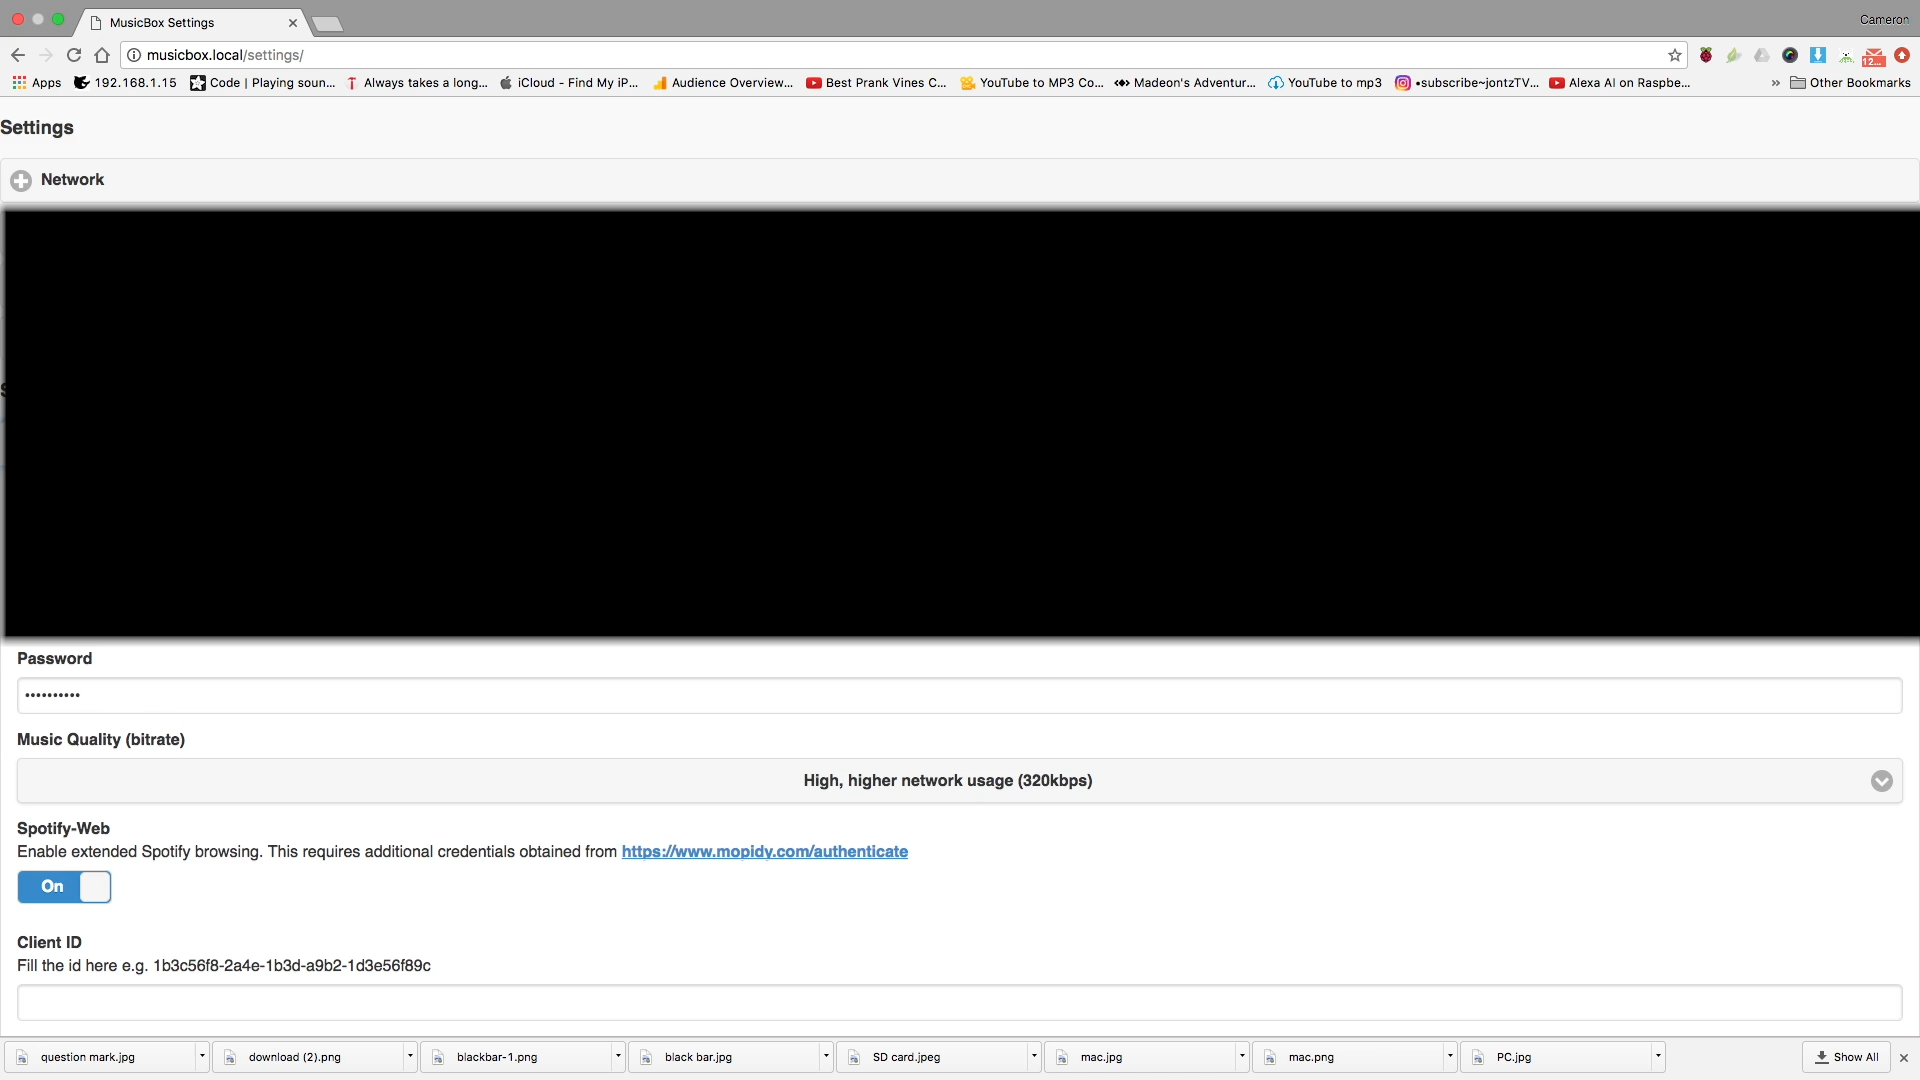 MusicBox Settings
Cameron
musicbox.local/settings/
12...
Apps 192.168.1.15 Code | Playing soun... Always takes a long... iCloud - Find My iP... Audience Overview... Best Prank Vines C... YouTube to MP3 Co... Madeon's Adventur... YouTube to mp3 •subscribe~jontzTV... Alexa AI on Raspbe... » Other Bookmarks
Settings
Network
Password
••••••••••
Music Quality (bitrate)
High, higher network usage (320kbps)
Spotify-Web
Enable extended Spotify browsing. This requires additional credentials obtained from https://www.mopidy.com/authenticate
On
Client ID
Fill the id here e.g. 1b3c56f8-2a4e-1b3d-a9b2-1d3e56f89c
question mark.jpg download (2).png blackbar-1.png black bar.jpg SD card.jpeg mac.jpg mac.png PC.jpg Show All